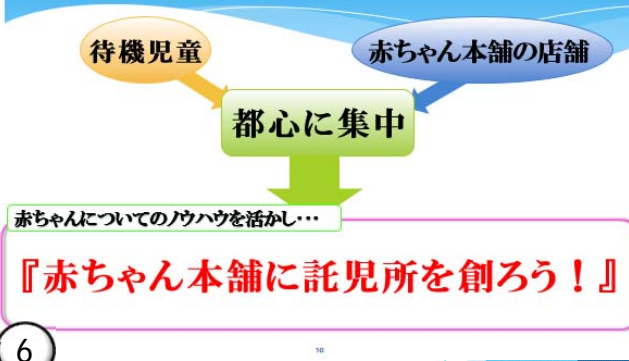 待機児童
赤ちゃん本舗の店舗
都心に集中
赤ちゃんについてのノウハウを活かし…
『赤ちゃん本舗に託児所を創ろう！』
6
10